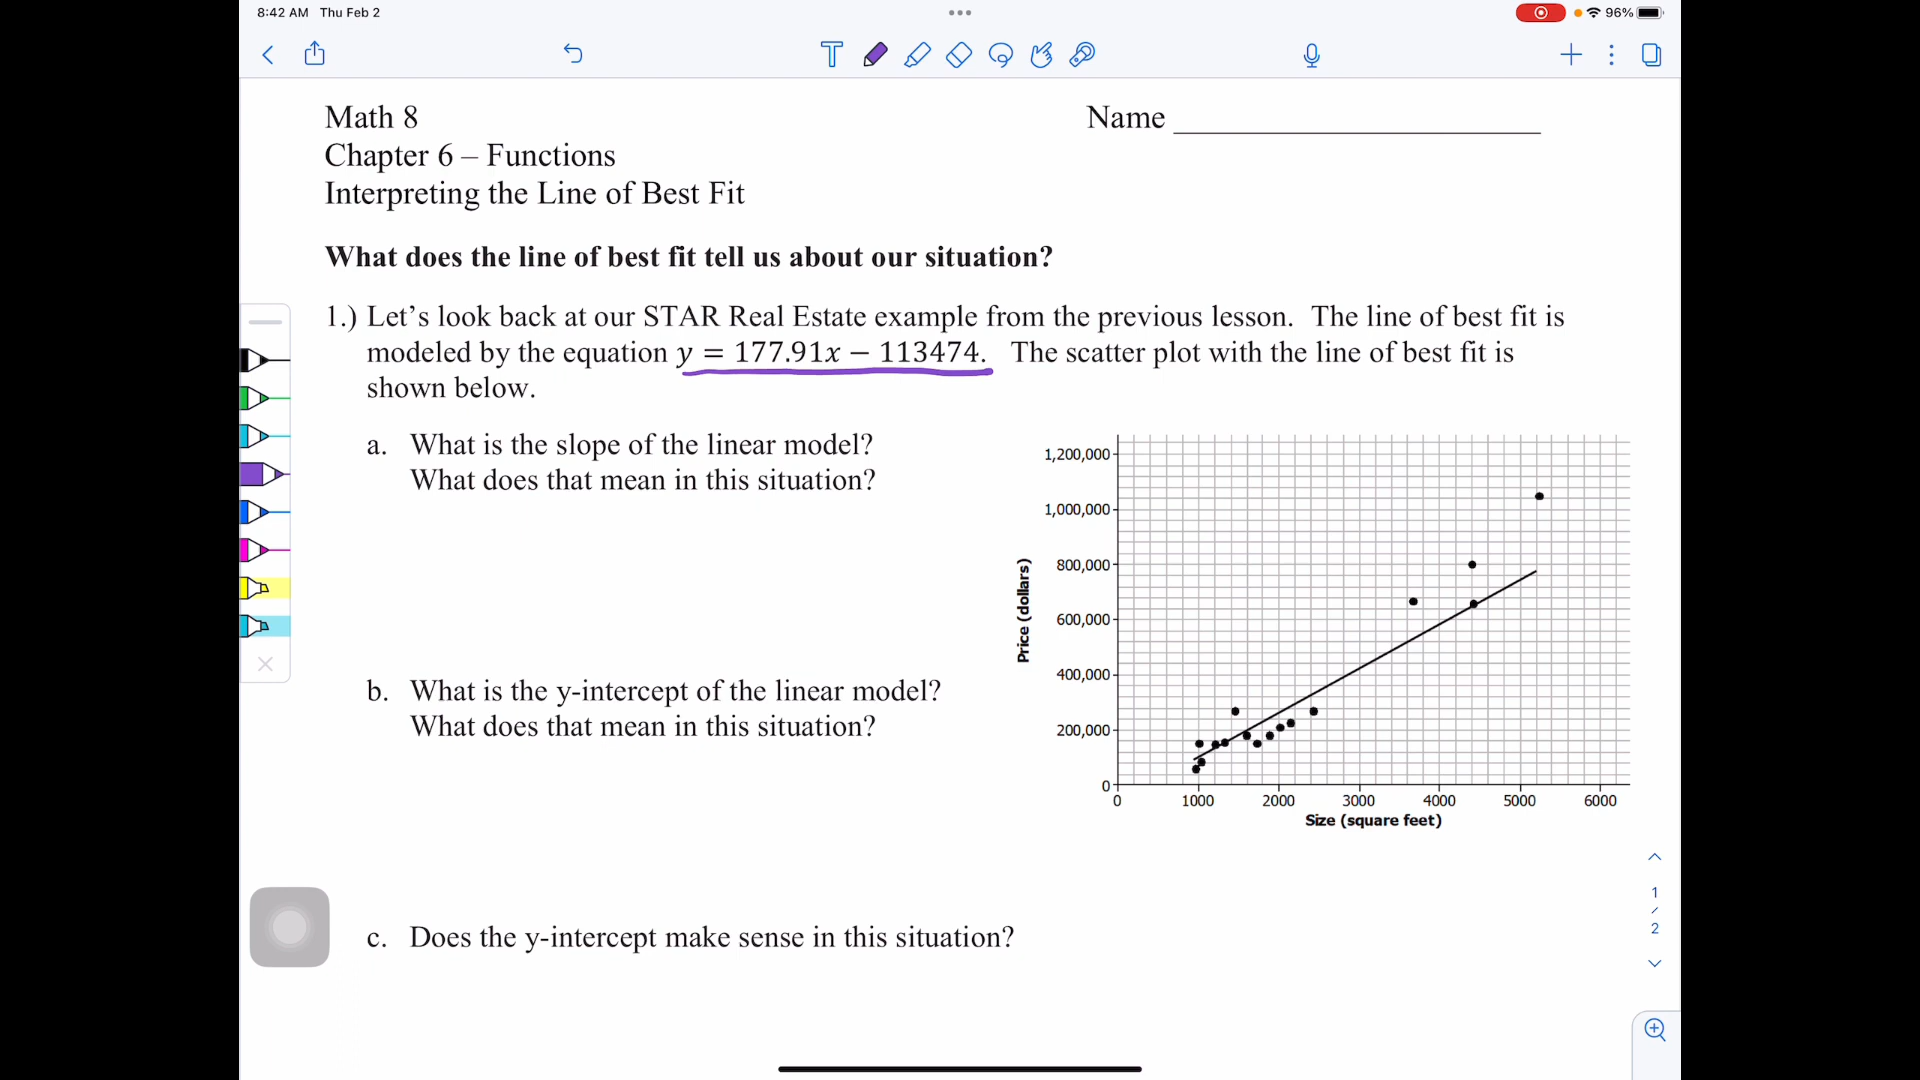 8:42 AM Thu Feb 2
96%
Math 8
Name
Chapter 6 – Functions
Interpreting the Line of Best Fit
What does the line of best fit tell us about our situation?
1.) Let’s look back at our STAR Real Estate example from the previous lesson. The line of best fit is
modeled by the equation y = 177.91x − 113474. The scatter plot with the line of best fit is
shown below.
a. What is the slope of the linear model?
What does that mean in this situation?
b. What is the y-intercept of the linear model?
What does that mean in this situation?
c. Does the y-intercept make sense in this situation?
Price (dollars)
1,200,000
1,000,000
800,000
600,000
400,000
200,000
0
0 1000 2000 3000 4000 5000 6000
Size (square feet)
1
/
2